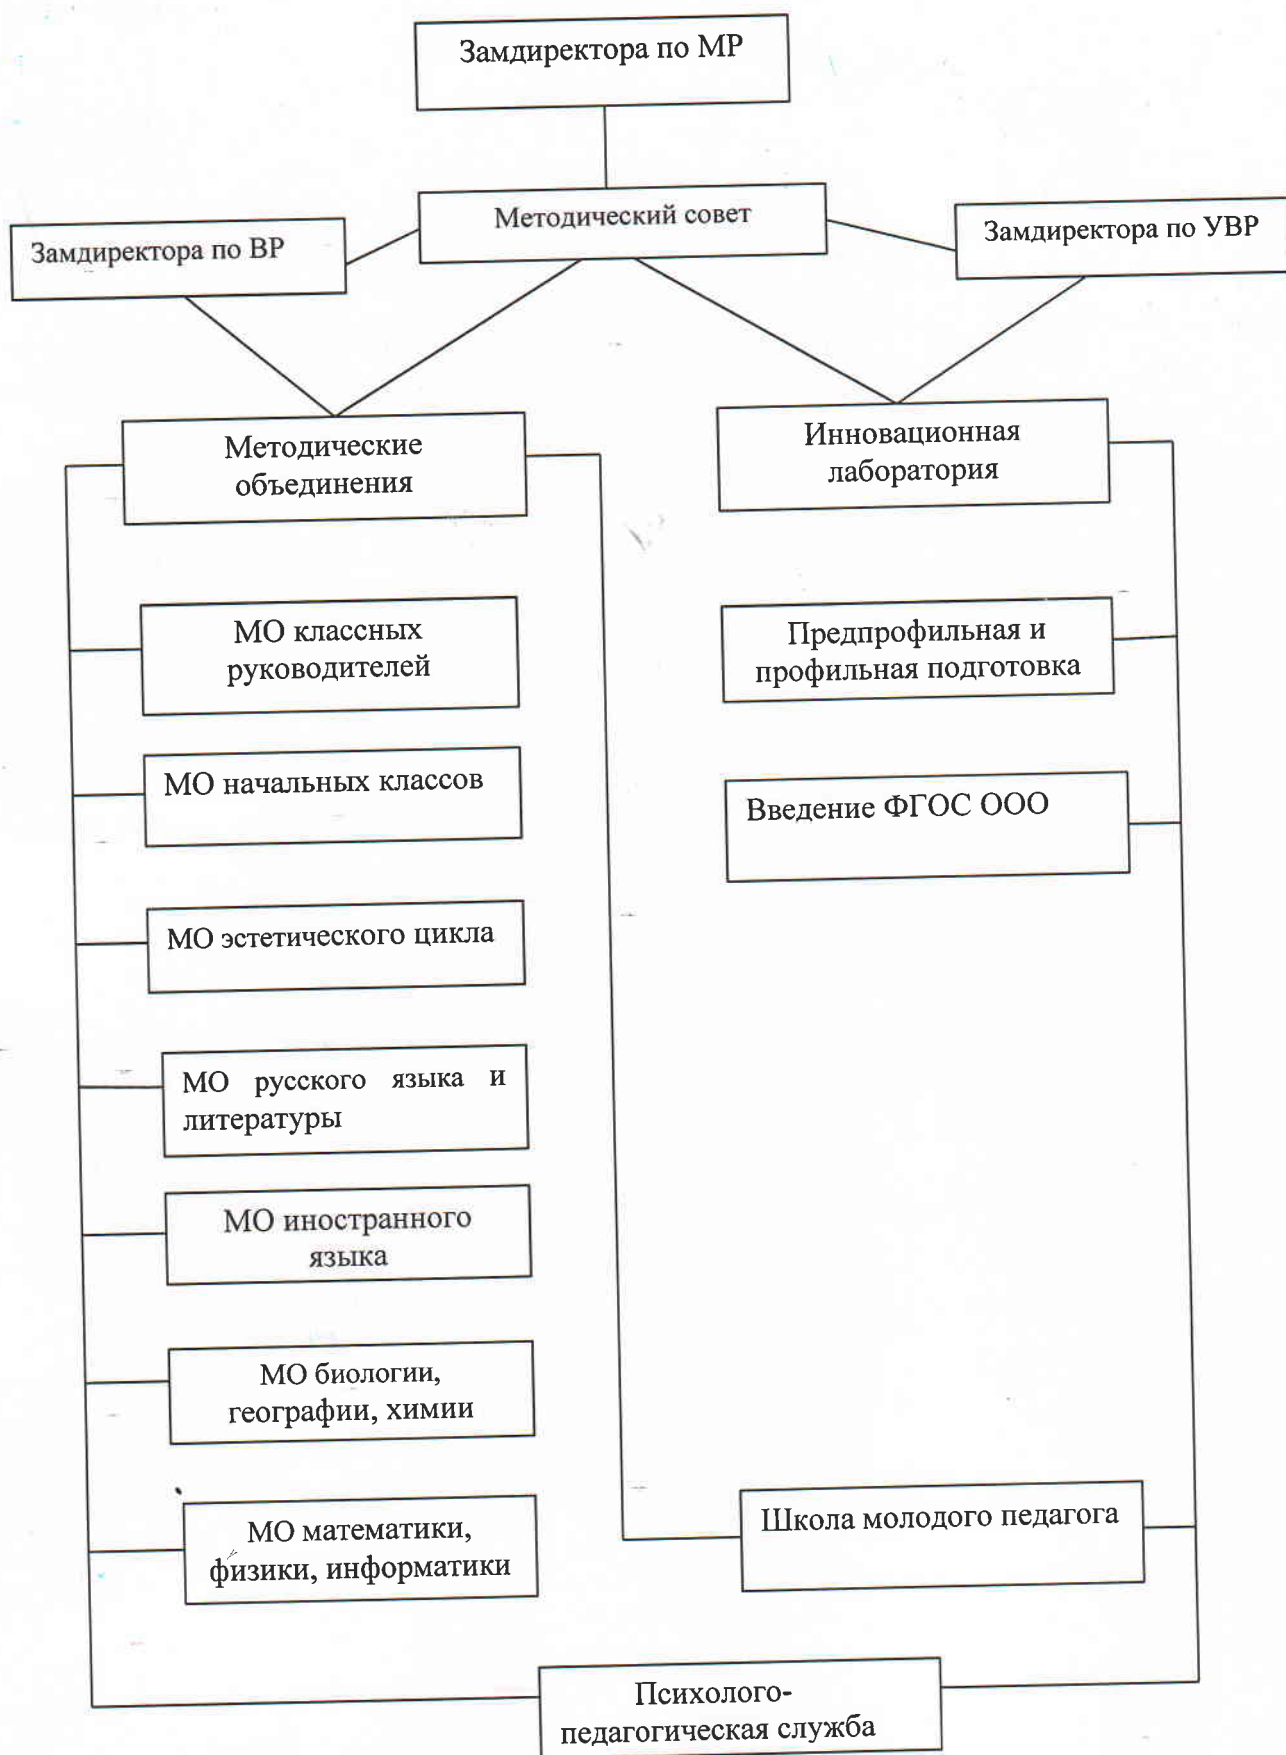 Замдиректора по МР
Методический совет
Замдиректора по ВР
Замдиректора по УВР
Методические
объединения
Инновационная
лаборатория
МО классных
руководителей
МО начальных классов
МО эстетического цикла
МО русского языка и
литературы
МО иностранного
языка
МО биологии,
географии, химии
МО математики,
физики, информатики
Предпрофильная и
профильная подготовка
Введение ФГОС ООО
Школа молодого педагога
Психолого-
педагогическая служба